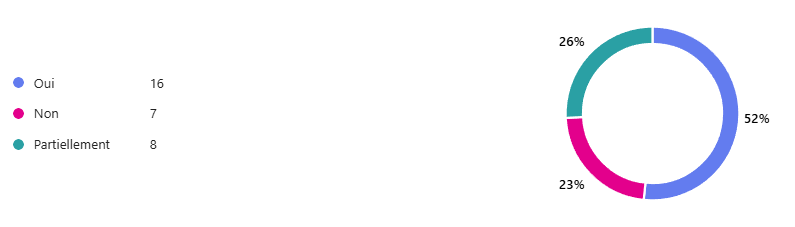 26%
Oui 16
Non 7
52%
Partiellement 8
23%